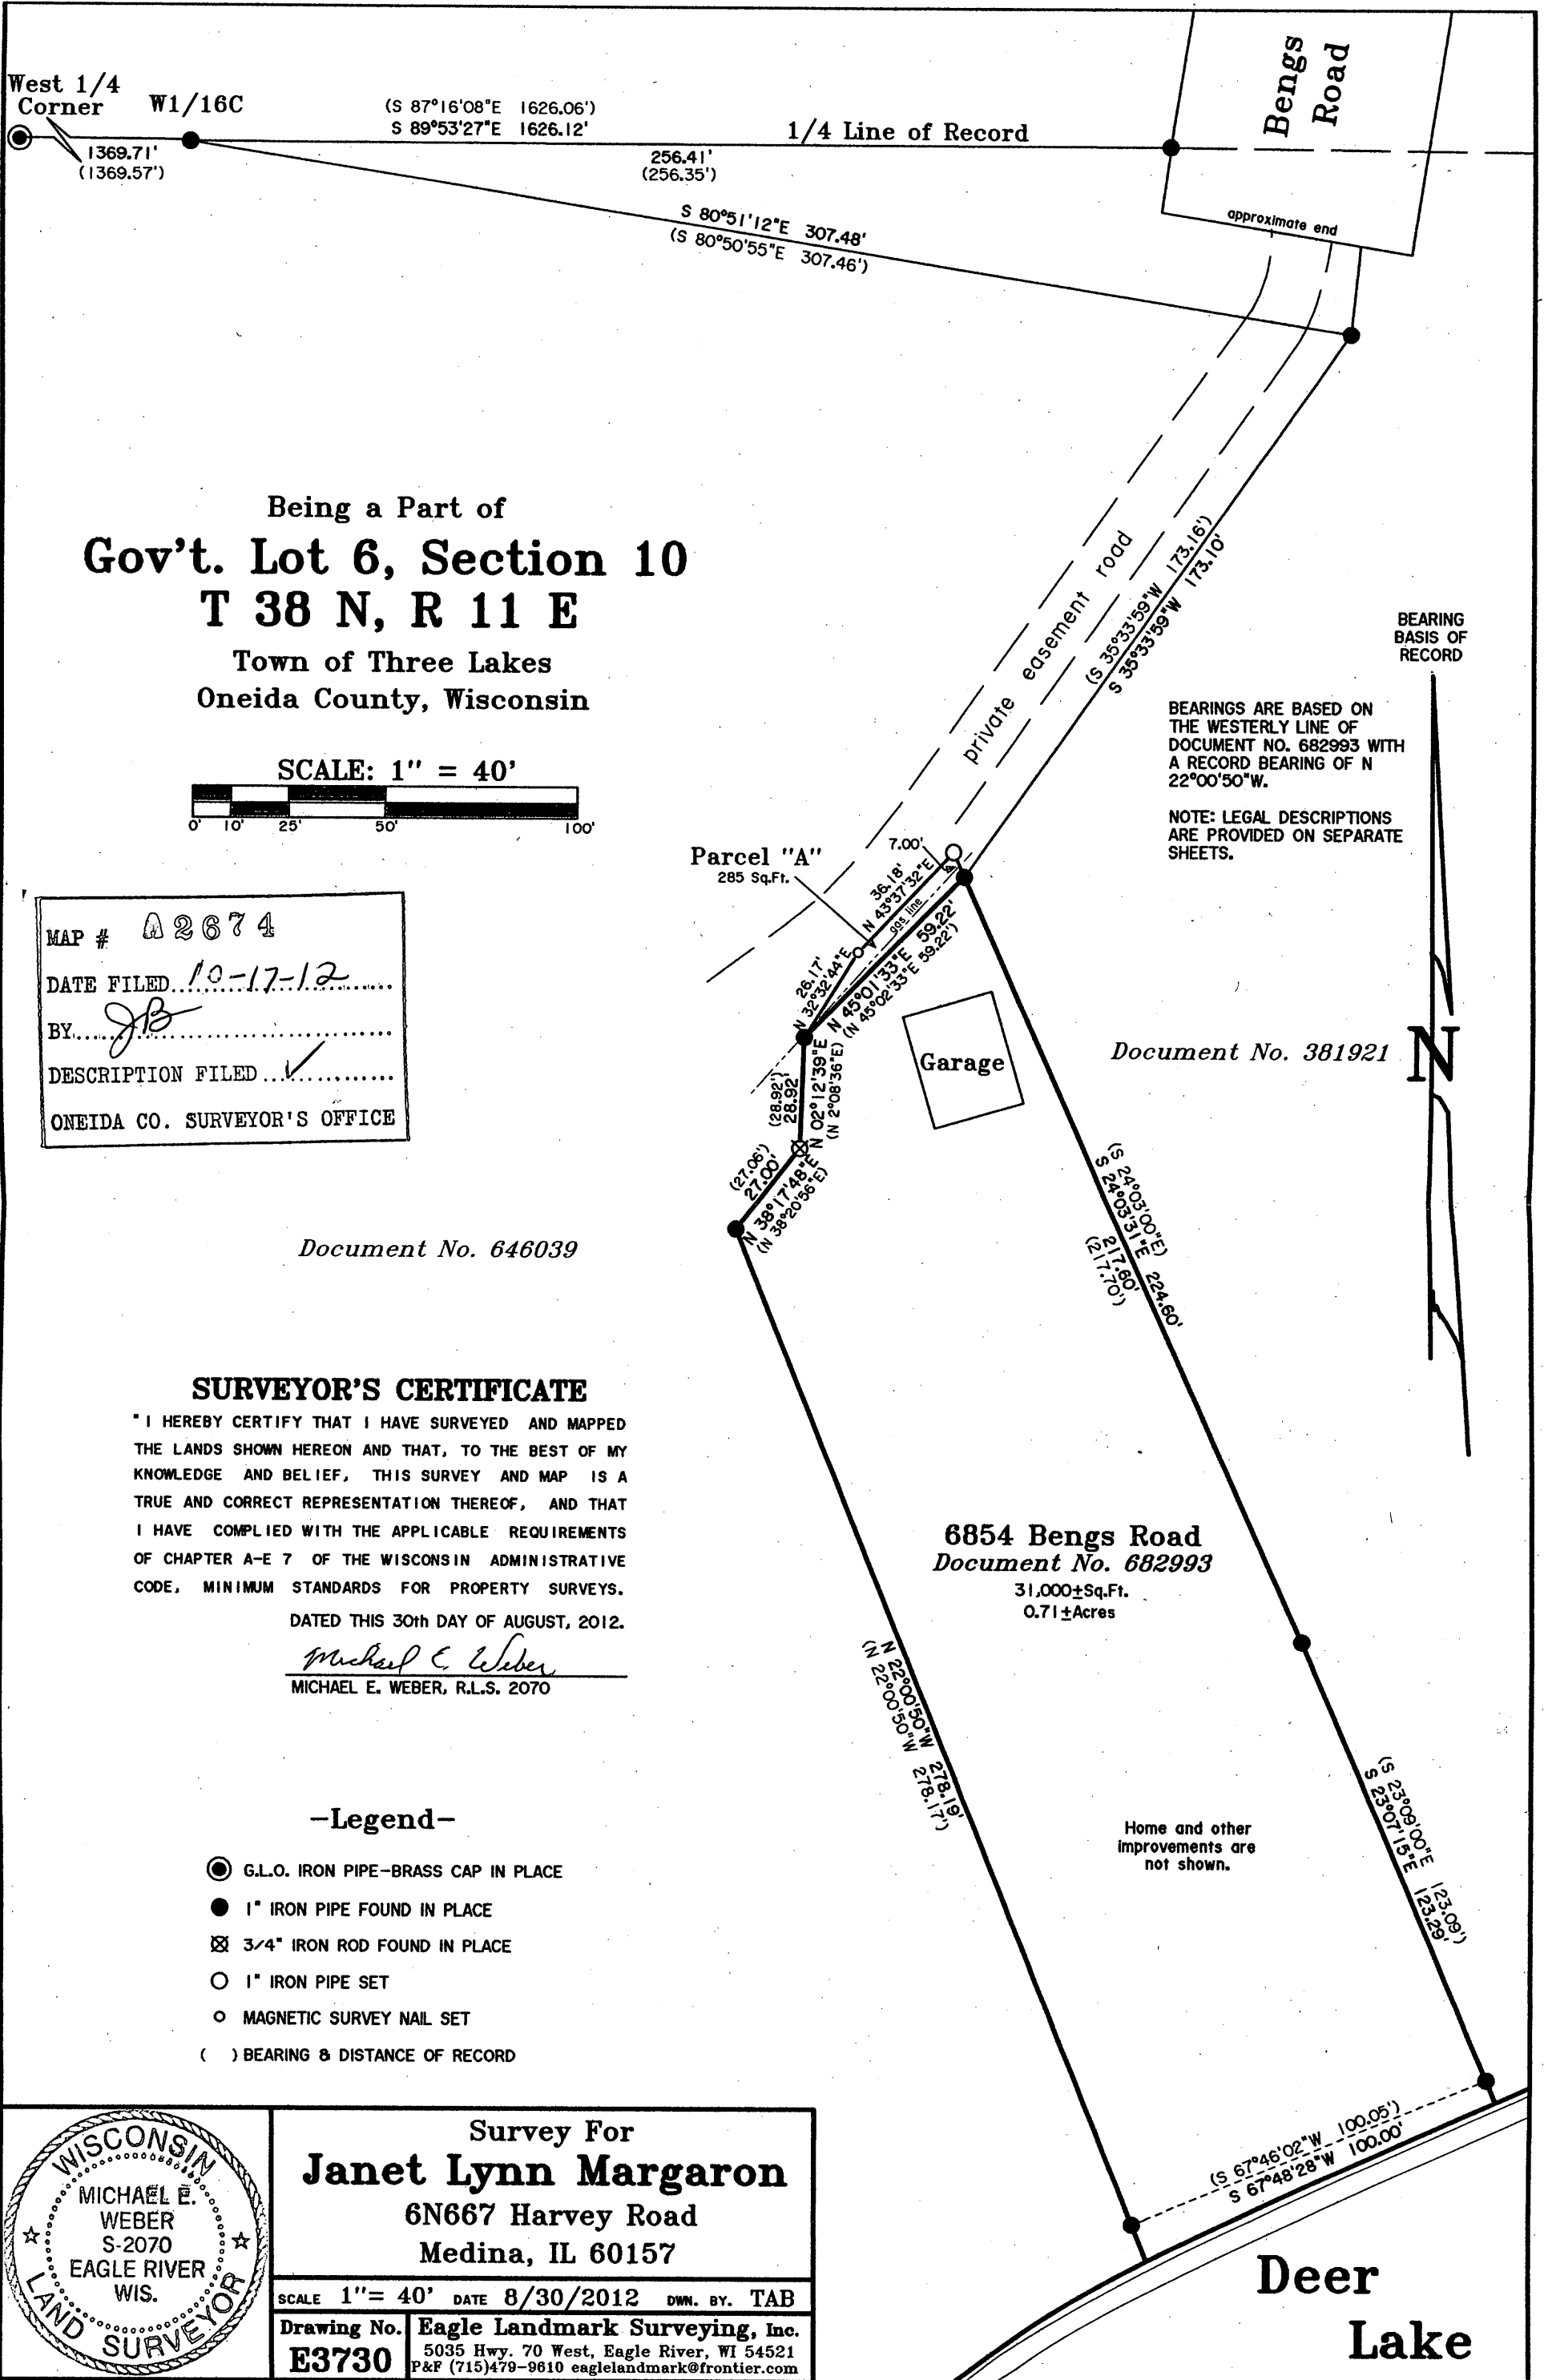 West 1/4
Corner
W1/16C
(S 87°16'08"E 1626.06')
S 89°53'27"E 1626.12'
1/4 Line of Record
1369.71'
(1369.57')
256.41'
(256.35')
Bengs
Road
approximate end
S 80°51'12"E 307.48'
(S 80°50'55"E 307.46')
Being a Part of
Gov't. Lot 6, Section 10
T 38 N, R 11 E
Town of Three Lakes
Oneida County, Wisconsin
SCALE: 1" = 40'
0' 10' 25' 50' 100'
private easement road
(S 35°33'59"W 173.16')
S 35°33'59"W 173.10'
BEARING
BASIS OF
RECORD
BEARINGS ARE BASED ON
THE WESTERLY LINE OF
DOCUMENT NO. 682993 WITH
A RECORD BEARING OF N
22°00'50"W.
NOTE: LEGAL DESCRIPTIONS
ARE PROVIDED ON SEPARATE
SHEETS.
N
MAP # A2674
DATE FILED 10-17-12
BY JB
DESCRIPTION FILED ✓
ONEIDA CO. SURVEYOR'S OFFICE
Parcel "A"
285 Sq.Ft.
7.00'
36.18'
N 43°37'32"E
gas line
26.17'
N 32°32'44"E
N 45°01'33"E 59.22'
(N 45°02'33"E 59.22')
Garage
Document No. 381921
(28.92')
28.92'
N 02°12'39"E
(N 2°08'36"E)
(27.06')
27.00'
N 38°17'48"E
(N 38°20'56"E)
(S 24°03'00"E)
S 24°03'31"E 224.60'
217.60'
(217.70')
Document No. 646039
SURVEYOR'S CERTIFICATE
"I HEREBY CERTIFY THAT I HAVE SURVEYED AND MAPPED
THE LANDS SHOWN HEREON AND THAT, TO THE BEST OF MY
KNOWLEDGE AND BELIEF, THIS SURVEY AND MAP IS A
TRUE AND CORRECT REPRESENTATION THEREOF, AND THAT
I HAVE COMPLIED WITH THE APPLICABLE REQUIREMENTS
OF CHAPTER A-E 7 OF THE WISCONSIN ADMINISTRATIVE
CODE, MINIMUM STANDARDS FOR PROPERTY SURVEYS.
DATED THIS 30th DAY OF AUGUST, 2012.
Michael E. Weber
MICHAEL E. WEBER, R.L.S. 2070
6854 Bengs Road
Document No. 682993
31,000±Sq.Ft.
0.71±Acres
N 22°00'50"W 278.19'
(N 22°00'50"W 278.17')
Home and other
improvements are
not shown.
(S 23°09'00"E 123.09')
S 23°07'15"E 123.29'
-Legend-
G.L.O. IRON PIPE-BRASS CAP IN PLACE
1" IRON PIPE FOUND IN PLACE
3/4" IRON ROD FOUND IN PLACE
1" IRON PIPE SET
MAGNETIC SURVEY NAIL SET
( ) BEARING & DISTANCE OF RECORD
(S 67°46'02"W 100.05')
S 67°48'28"W 100.00'
Deer
Lake
WISCONSIN
MICHAEL E.
WEBER
S-2070
EAGLE RIVER
WIS.
LAND SURVEYOR
Survey For
Janet Lynn Margaron
6N667 Harvey Road
Medina, IL 60157
SCALE 1"= 40' DATE 8/30/2012 DWN. BY. TAB
Drawing No.
E3730
Eagle Landmark Surveying, Inc.
5035 Hwy. 70 West, Eagle River, WI 54521
P&F (715)479-9610 eaglelandmark@frontier.com